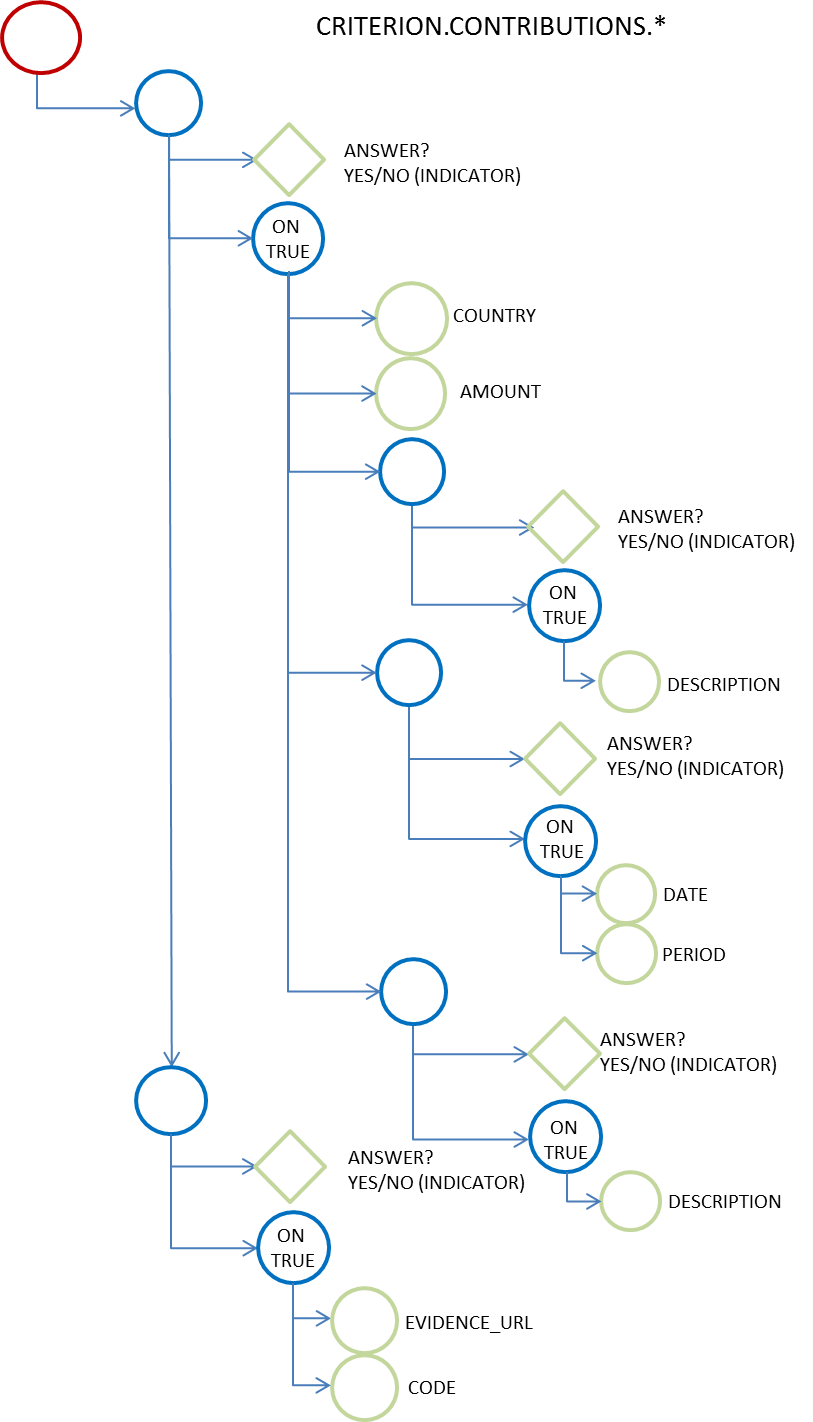 CRITERION.CONTRIBUTIONS.*
ANSWER?
YES/NO (INDICATOR)
ON
TRUE
COUNTRY
AMOUNT
ANSWER?
YES/NO (INDICATOR)
ON
TRUE
DESCRIPTION
ANSWER?
YES/NO (INDICATOR)
ON
TRUE
DATE
PERIOD
ANSWER?
YES/NO (INDICATOR)
ON
TRUE
DESCRIPTION
ANSWER?
YES/NO (INDICATOR)
ON
TRUE
EVIDENCE_URL
CODE